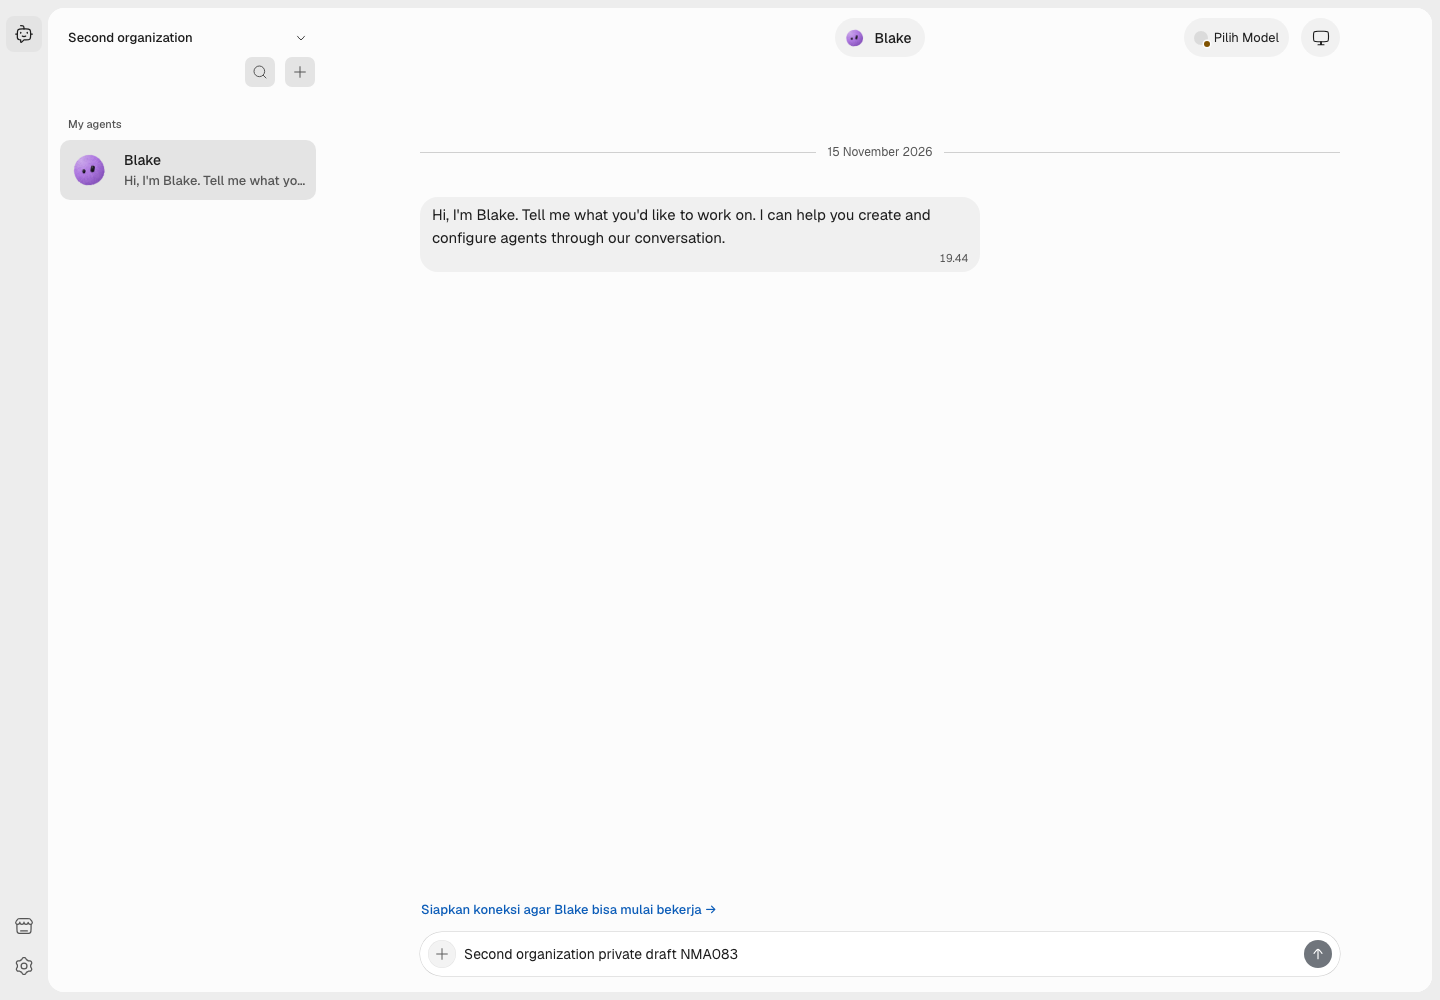 Second organization
Blake
Pilih Model
My agents
Blake
Hi, I'm Blake. Tell me what yo...
15 November 2026
Hi, I'm Blake. Tell me what you'd like to work on. I can help you create and
configure agents through our conversation.
19.44
Siapkan koneksi agar Blake bisa mulai bekerja →
Second organization private draft NMA083